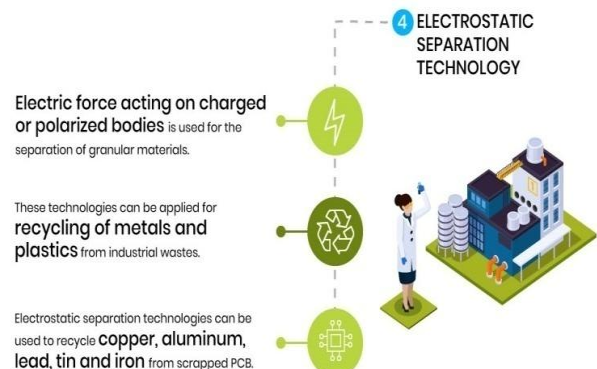 4 ELECTROSTATIC
SEPARATION
TECHNOLOGY
Electric force acting on charged
or polarized bodies is used for the
separation of granular materials.
These technologies can be applied for
recycling of metals and
plastics from industrial wastes.
Electrostatic separation technologies can be
used to recycle copper, aluminum,
lead, tin and iron from scrapped PCB.